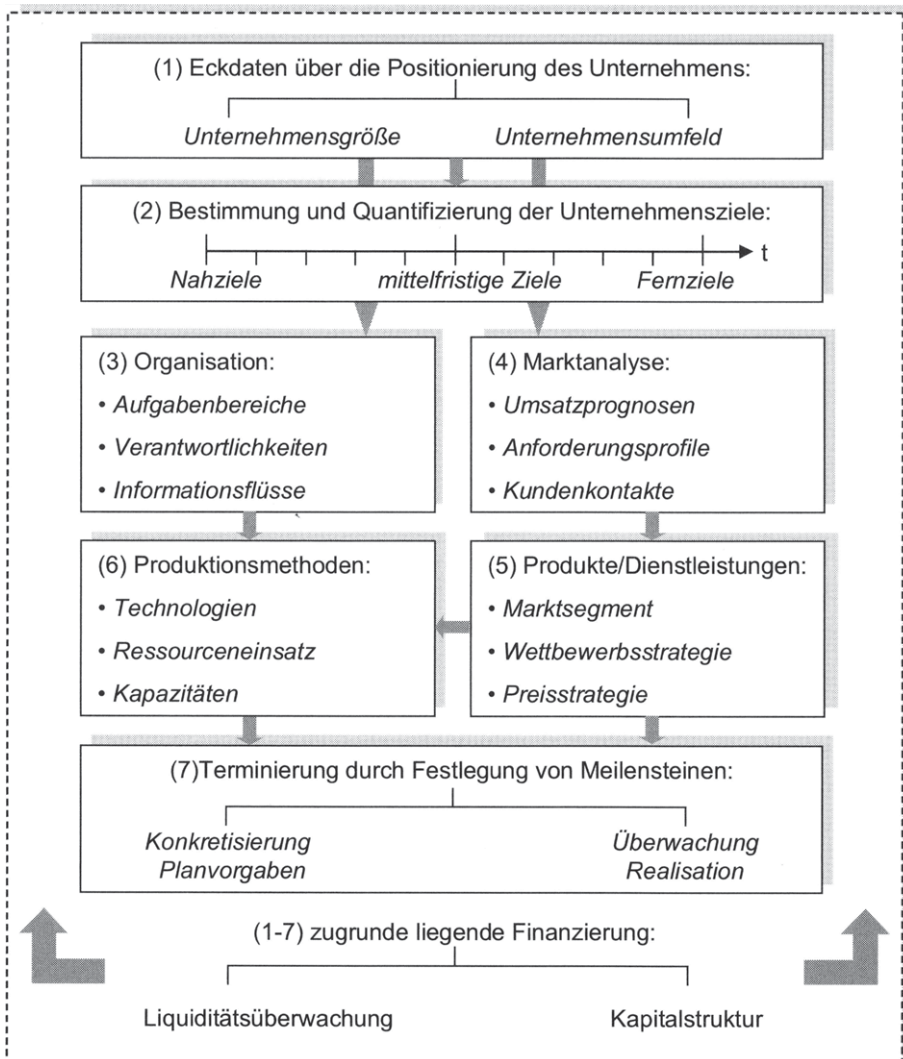 (1) Eckdaten über die Positionierung des Unternehmens:
Unternehmensgröße Unternehmensumfeld
(2) Bestimmung und Quantifizierung der Unternehmensziele:
t
Nahziele mittelfristige Ziele Fernziele
(3) Organisation:
• Aufgabenbereiche
• Verantwortlichkeiten
• Informationsflüsse
(4) Marktanalyse:
• Umsatzprognosen
• Anforderungsprofile
• Kundenkontakte
(6) Produktionsmethoden:
• Technologien
• Ressourceneinsatz
• Kapazitäten
(5) Produkte/Dienstleistungen:
• Marktsegment
• Wettbewerbsstrategie
• Preisstrategie
(7)Terminierung durch Festlegung von Meilensteinen:
Konkretisierung
Planvorgaben
Überwachung
Realisation
(1-7) zugrunde liegende Finanzierung:
Liquiditätsüberwachung Kapitalstruktur